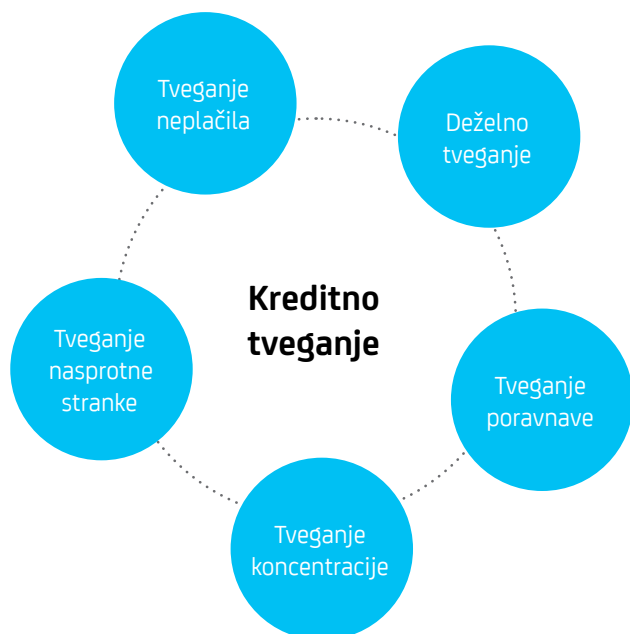 Tveganje
neplačila
Deželno
tveganje
Kreditno
tveganje
Tveganje
nasprotne
stranke
Tveganje
poravnave
Tveganje
koncentracije